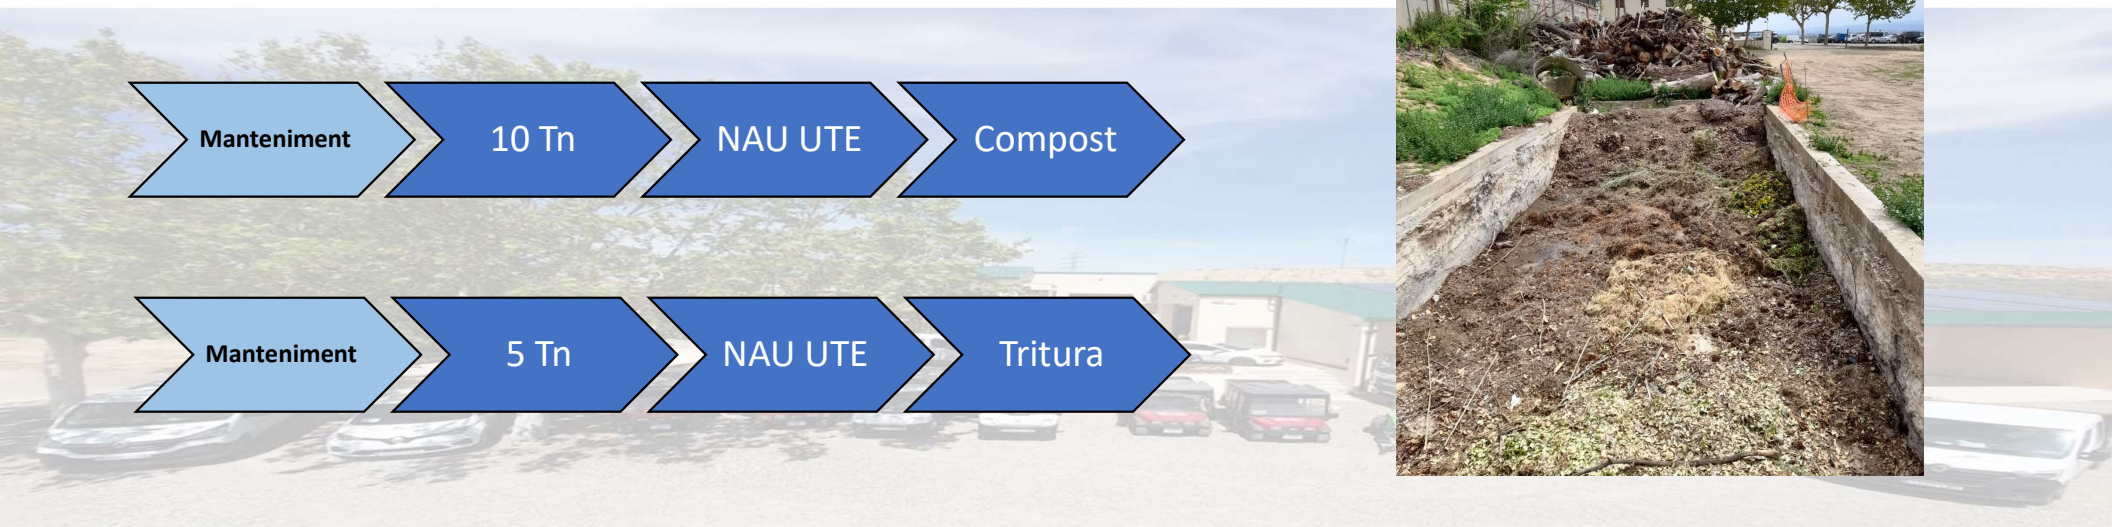 Manteniment
10 Tn
NAU UTE
Compost
Manteniment
5 Tn
NAU UTE
Tritura